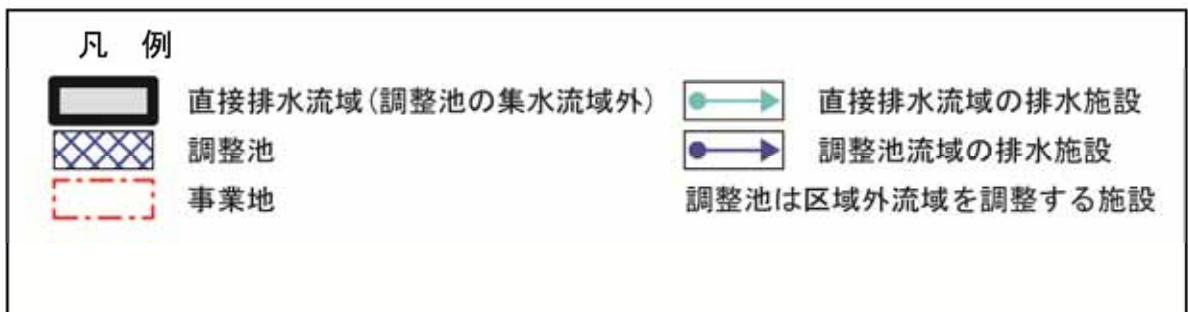 凡　例
直接排水流域(調整池の集水流域外)
調整池
事業地
直接排水流域の排水施設
調整池流域の排水施設
調整池は区域外流域を調整する施設